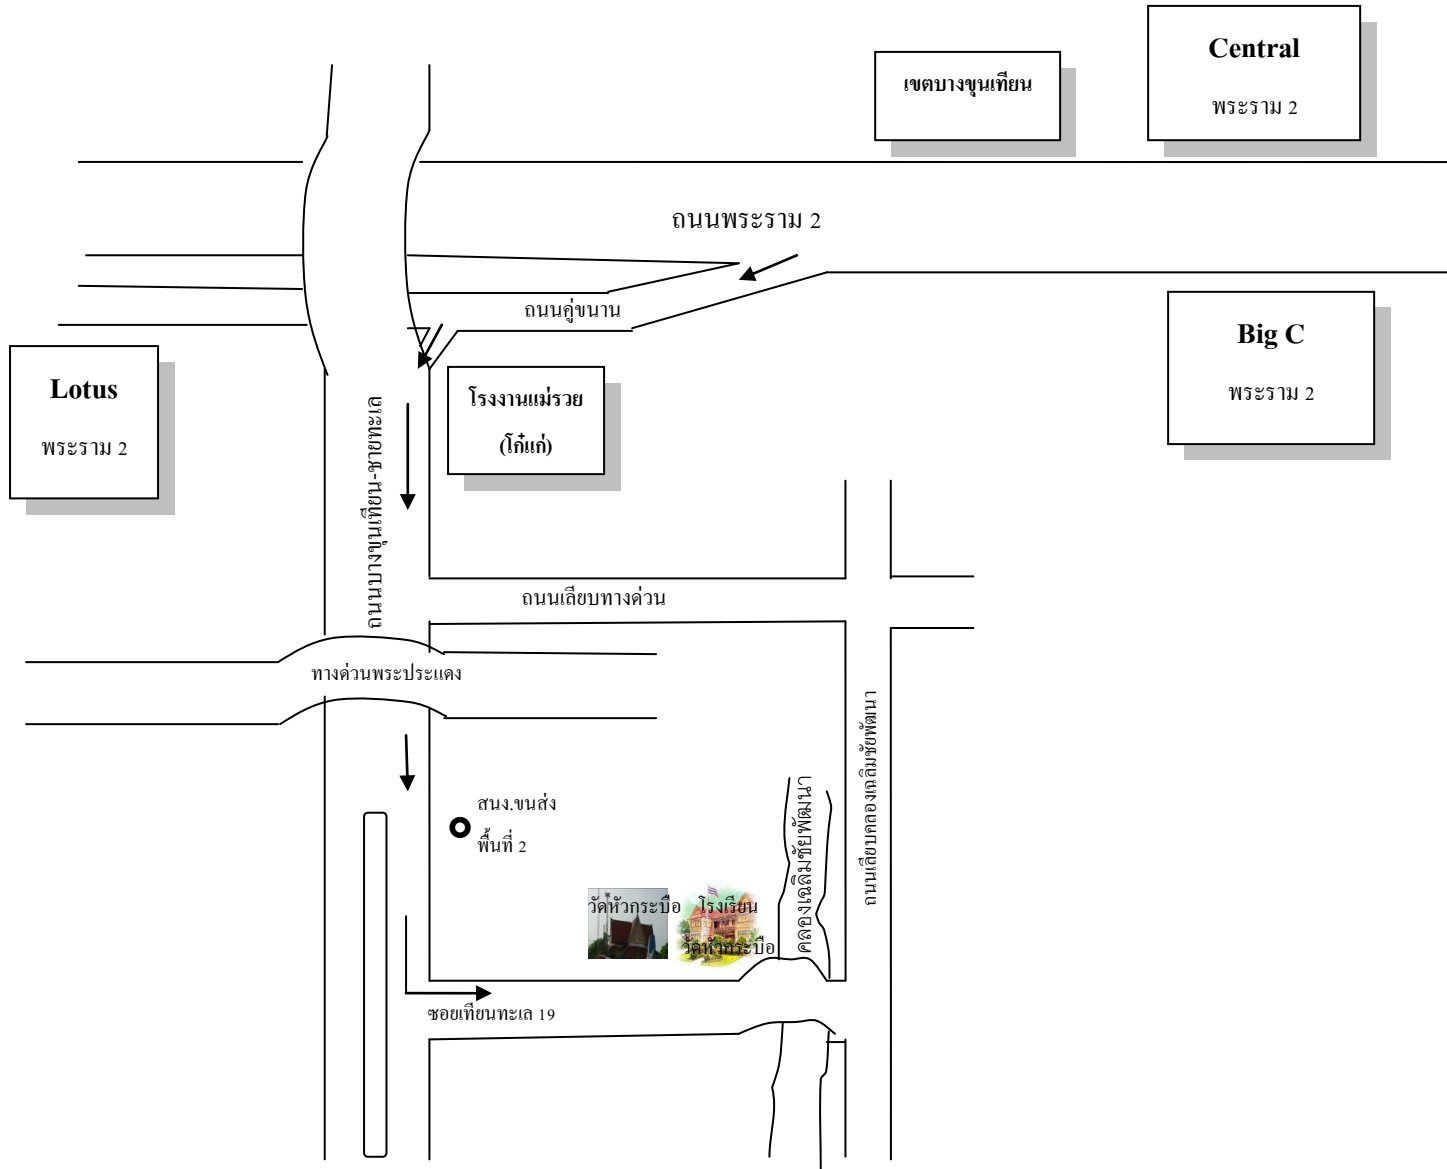 Central
พระราม 2
เขตบางขุนเทียน
ถนนพระราม 2
ถนนคู่ขนาน
Big C
พระราม 2
Lotus
พระราม 2
โรงงานแม่รวย
(โก๋แก่)
ถนนบางขุนเทียน-ชายทะเล
ถนนเลียบทางด่วน
ทางด่วนพระประแดง
ถนนเลียบคลองเฉลิมชัยพัฒนา
คลองเฉลิมชัยพัฒนา
สนง.ขนส่ง
พื้นที่ 2
วัดหัวกระบือ
โรงเรียน
วัดหัวกระบือ
ซอยเทียนทะเล 19